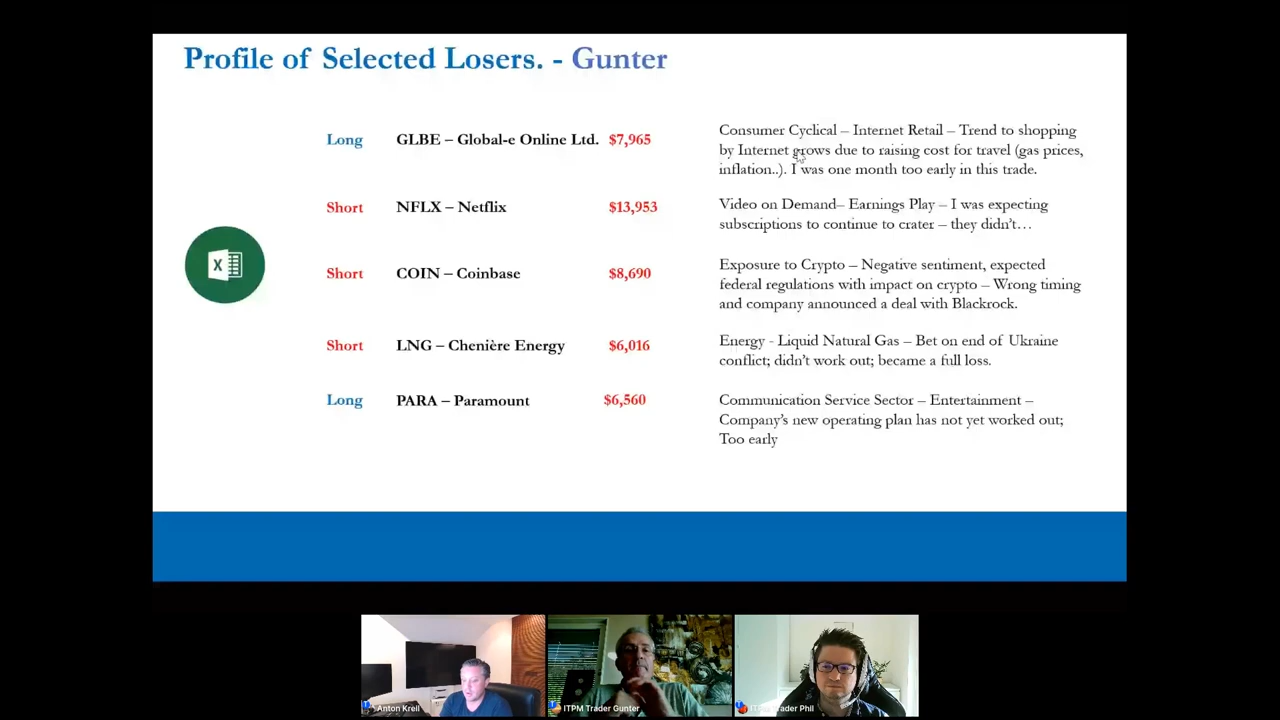 Profile of Selected Losers. - Gunter
Long GLBE – Global-e Online Ltd. $7,965
Consumer Cyclical – Internet Retail – Trend to shopping
by Internet grows due to raising cost for travel (gas prices,
inflation..). I was one month too early in this trade.
Short NFLX – Netflix $13,953
Video on Demand– Earnings Play – I was expecting
subscriptions to continue to crater – they didn't…
X
Short COIN – Coinbase $8,690
Exposure to Crypto – Negative sentiment, expected
federal regulations with impact on crypto – Wrong timing
and company announced a deal with Blackrock.
Short LNG – Chenière Energy $6,016
Energy - Liquid Natural Gas – Bet on end of Ukraine
conflict; didn't work out; became a full loss.
Long PARA – Paramount $6,560
Communication Service Sector – Entertainment –
Company's new operating plan has not yet worked out;
Too early
Anton Kreil
ITPM Trader Gunter
Trader Phil